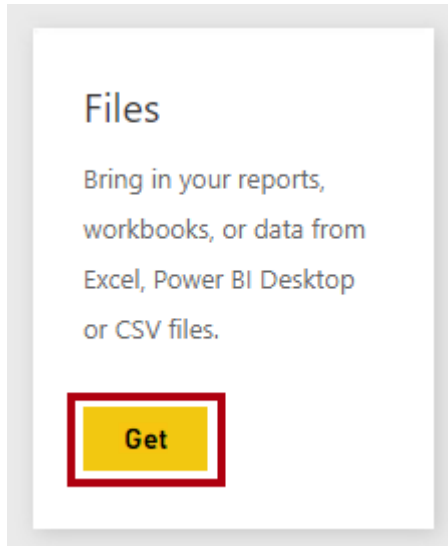 Files
Bring in your reports,
workbooks, or data from
Excel, Power BI Desktop
or CSV files.
Get